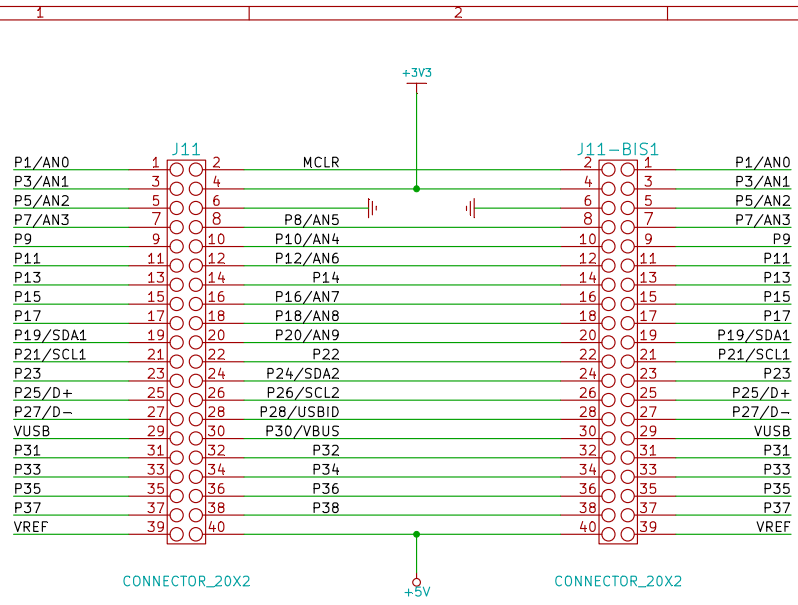 1 2
+3V3
J11 J11-BIS1
P1/AN0 1 2 MCLR 2 1 P1/AN0
P3/AN1 3 4 4 3 P3/AN1
P5/AN2 5 6 6 5 P5/AN2
P7/AN3 7 8 P8/AN5 8 7 P7/AN3
P9 9 10 P10/AN4 10 9 P9
P11 11 12 P12/AN6 12 11 P11
P13 13 14 P14 14 13 P13
P15 15 16 P16/AN7 16 15 P15
P17 17 18 P18/AN8 18 17 P17
P19/SDA1 19 20 P20/AN9 20 19 P19/SDA1
P21/SCL1 21 22 P22 22 21 P21/SCL1
P23 23 24 P24/SDA2 24 23 P23
P25/D+ 25 26 P26/SCL2 26 25 P25/D+
P27/D- 27 28 P28/USBID 28 27 P27/D-
VUSB 29 30 P30/VBUS 30 29 VUSB
P31 31 32 P32 32 31 P31
P33 33 34 P34 34 33 P33
P35 35 36 P36 36 35 P35
P37 37 38 P38 38 37 P37
VREF 39 40 40 39 VREF
CONNECTOR_20X2 CONNECTOR_20X2
+5V